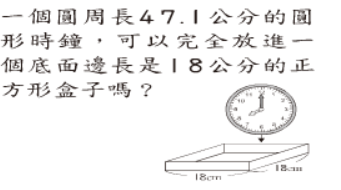 一個圓周長47.1公分的圓
形時鐘，可以完全放進一
個底面邊長是18公分的正
方形盒子嗎？
18cm
18cm